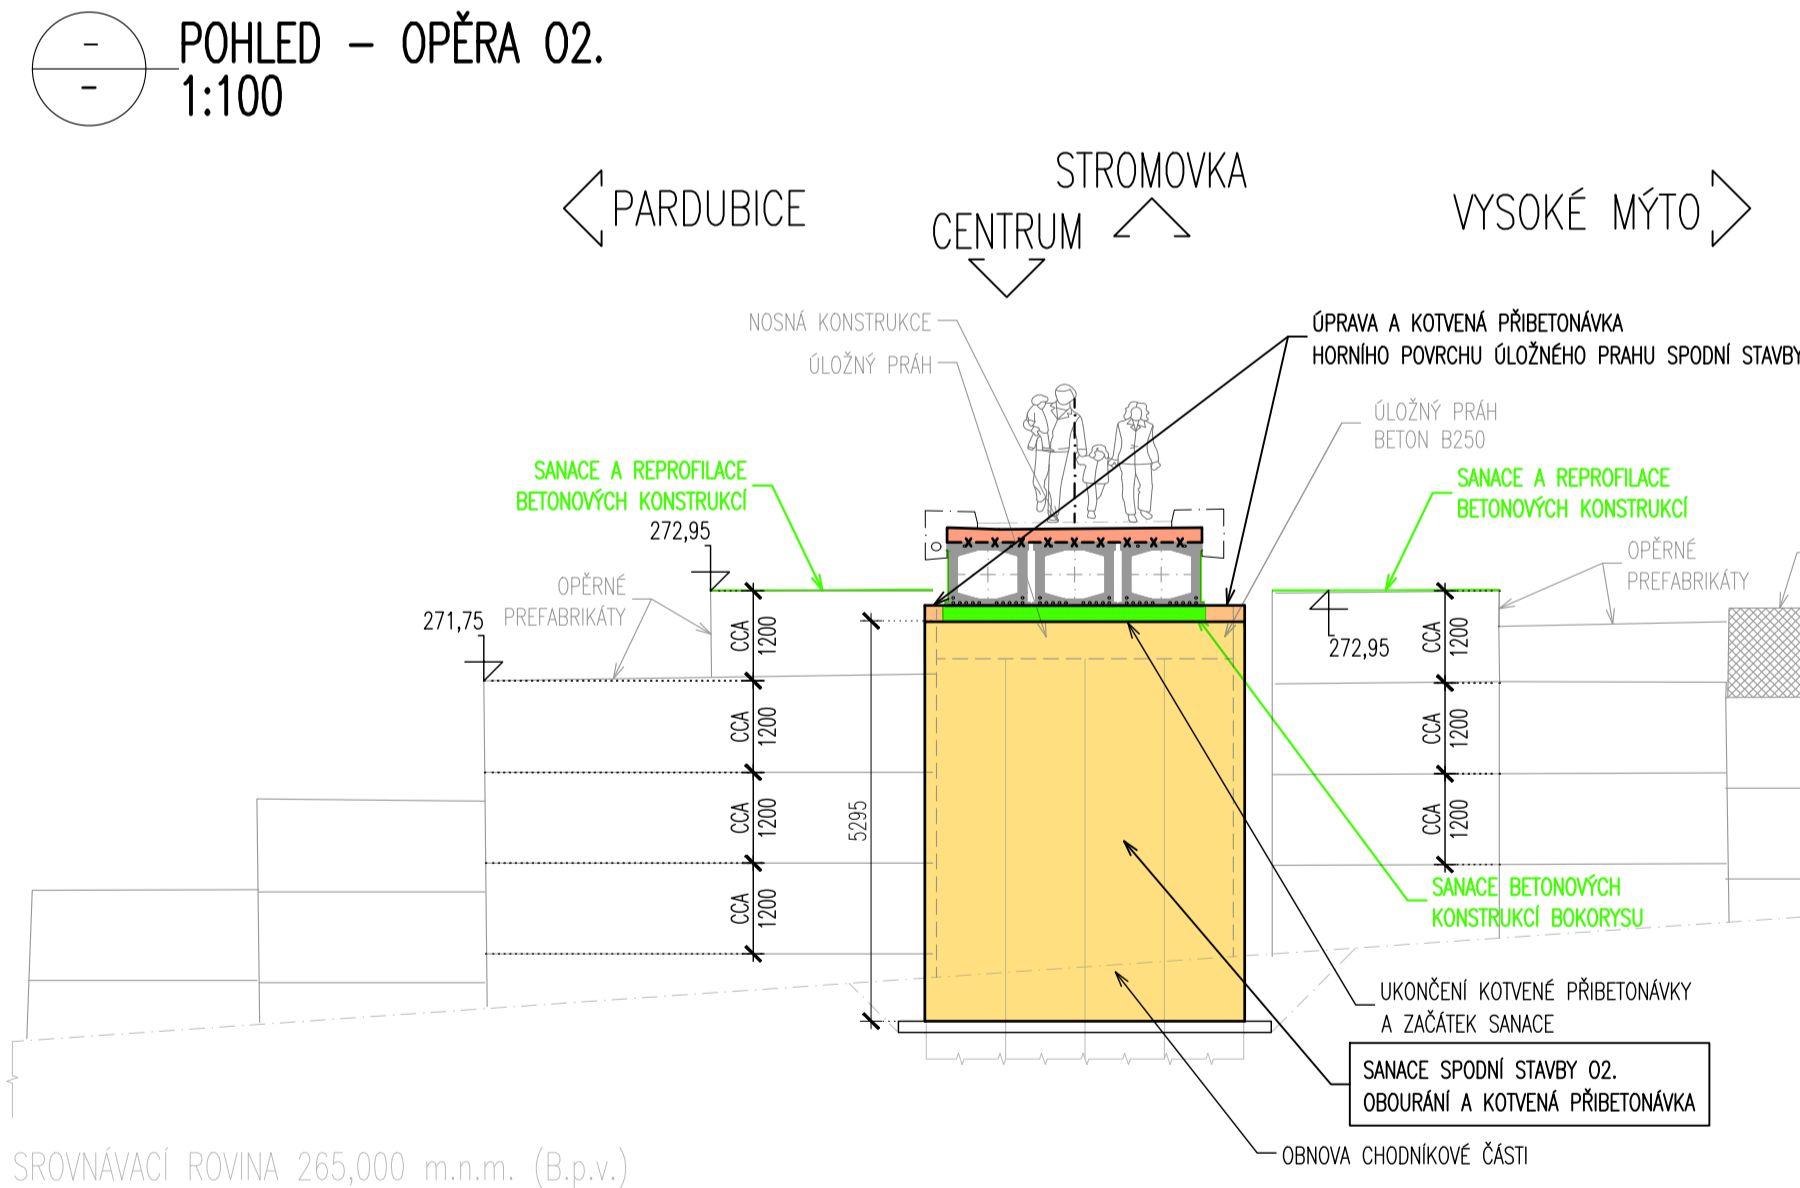 –
–
POHLED – OPĚRA O2.
1:100
PARDUBICE
STROMOVKA
CENTRUM
VYSOKÉ MÝTO
NOSNÁ KONSTRUKCE
ÚLOŽNÝ PRÁH
ÚPRAVA A KOTVENÁ PŘIBETONÁVKA
HORNÍHO POVRCHU ÚLOŽNÉHO PRAHU SPODNÍ STAVBY
ÚLOŽNÝ PRÁH
BETON B250
SANACE A REPROFILACE
BETONOVÝCH KONSTRUKCÍ
SANACE A REPROFILACE
BETONOVÝCH KONSTRUKCÍ
272,95
OPĚRNÉ
PREFABRIKÁTY
271,75
OPĚRNÉ
PREFABRIKÁTY
272,95
CCA
1200
CCA
1200
CCA
1200
CCA
1200
5295
CCA
1200
CCA
1200
CCA
1200
SANACE BETONOVÝCH
KONSTRUKCÍ BOKORYSU
UKONČENÍ KOTVENÉ PŘIBETONÁVKY
A ZAČÁTEK SANACE
SANACE SPODNÍ STAVBY O2.
OBOURÁNÍ A KOTVENÁ PŘIBETONÁVKA
OBNOVA CHODNÍKOVÉ ČÁSTI
SROVNÁVACÍ ROVINA 265,000 m.n.m. (B.p.v.)